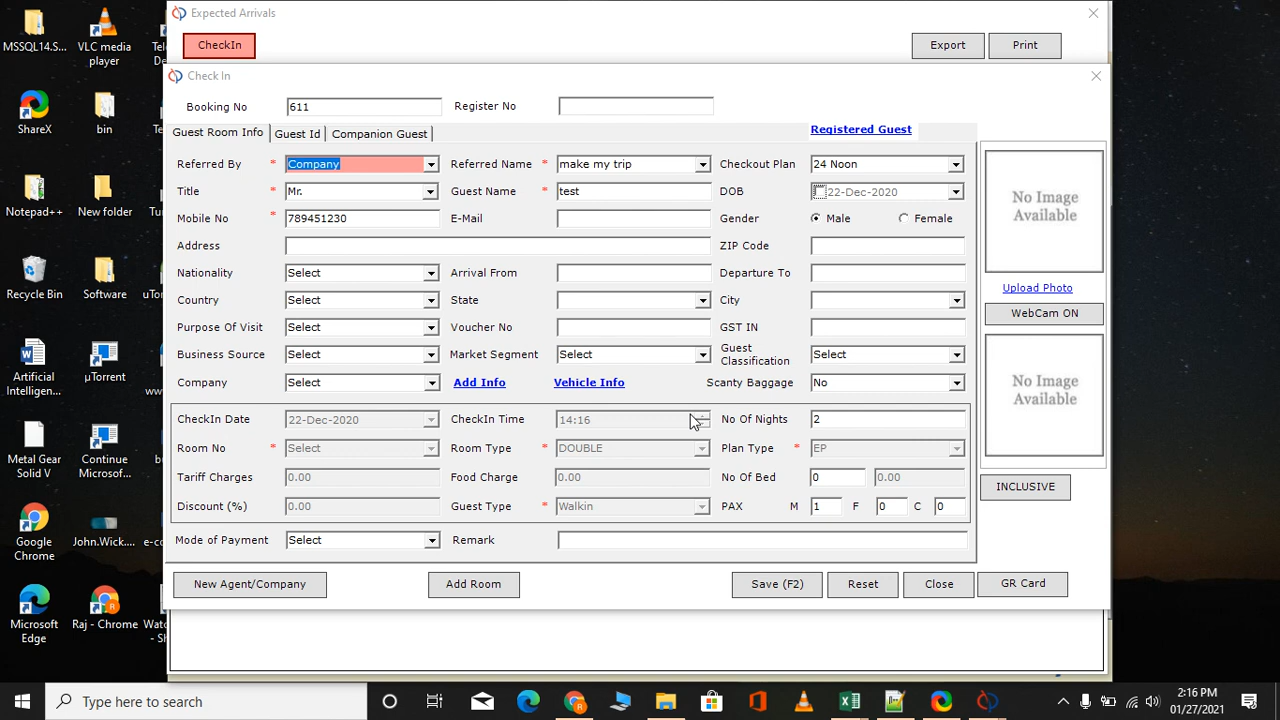 MSSQL14.S...
VLC media
player
Expected Arrivals
CheckIn
Export
Print
Check In
Booking No
611
Register No
Guest Room Info
Guest Id
Companion Guest
Registered Guest
Referred By * Company
Referred Name * make my trip
Checkout Plan 24 Noon
Title * Mr.
Guest Name * test
DOB 22-Dec-2020
Mobile No * 789451230
E-Mail
Gender Male Female
Address
ZIP Code
Nationality Select
Arrival From
Departure To
Country Select
State
City
Purpose Of Visit Select
Voucher No
GST IN
Business Source Select
Market Segment Select
Guest
Classification Select
Company Select
Add Info
Vehicle Info
Scanty Baggage No
CheckIn Date 22-Dec-2020
CheckIn Time 14:16
No Of Nights 2
Room No * Select
Room Type * DOUBLE
Plan Type * EP
Tariff Charges 0.00
Food Charge 0.00
No Of Bed 0 0.00
Discount (%) 0.00
Guest Type * Walkin
PAX M 1 F 0 C 0
Mode of Payment Select
Remark
New Agent/Company
Add Room
Save (F2)
Reset
Close
GR Card
No Image
Available
Upload Photo
WebCam ON
No Image
Available
INCLUSIVE
ShareX
bin
Notepad++
New folder
Recycle Bin
Software
Artificial
Intelligent...
µTorrent
Metal Gear
Solid V
Continue
Microsof...
Google
Chrome
John.Wick....
Microsoft
Edge
Raj - Chrome
Type here to search
2:16 PM
01/27/2021